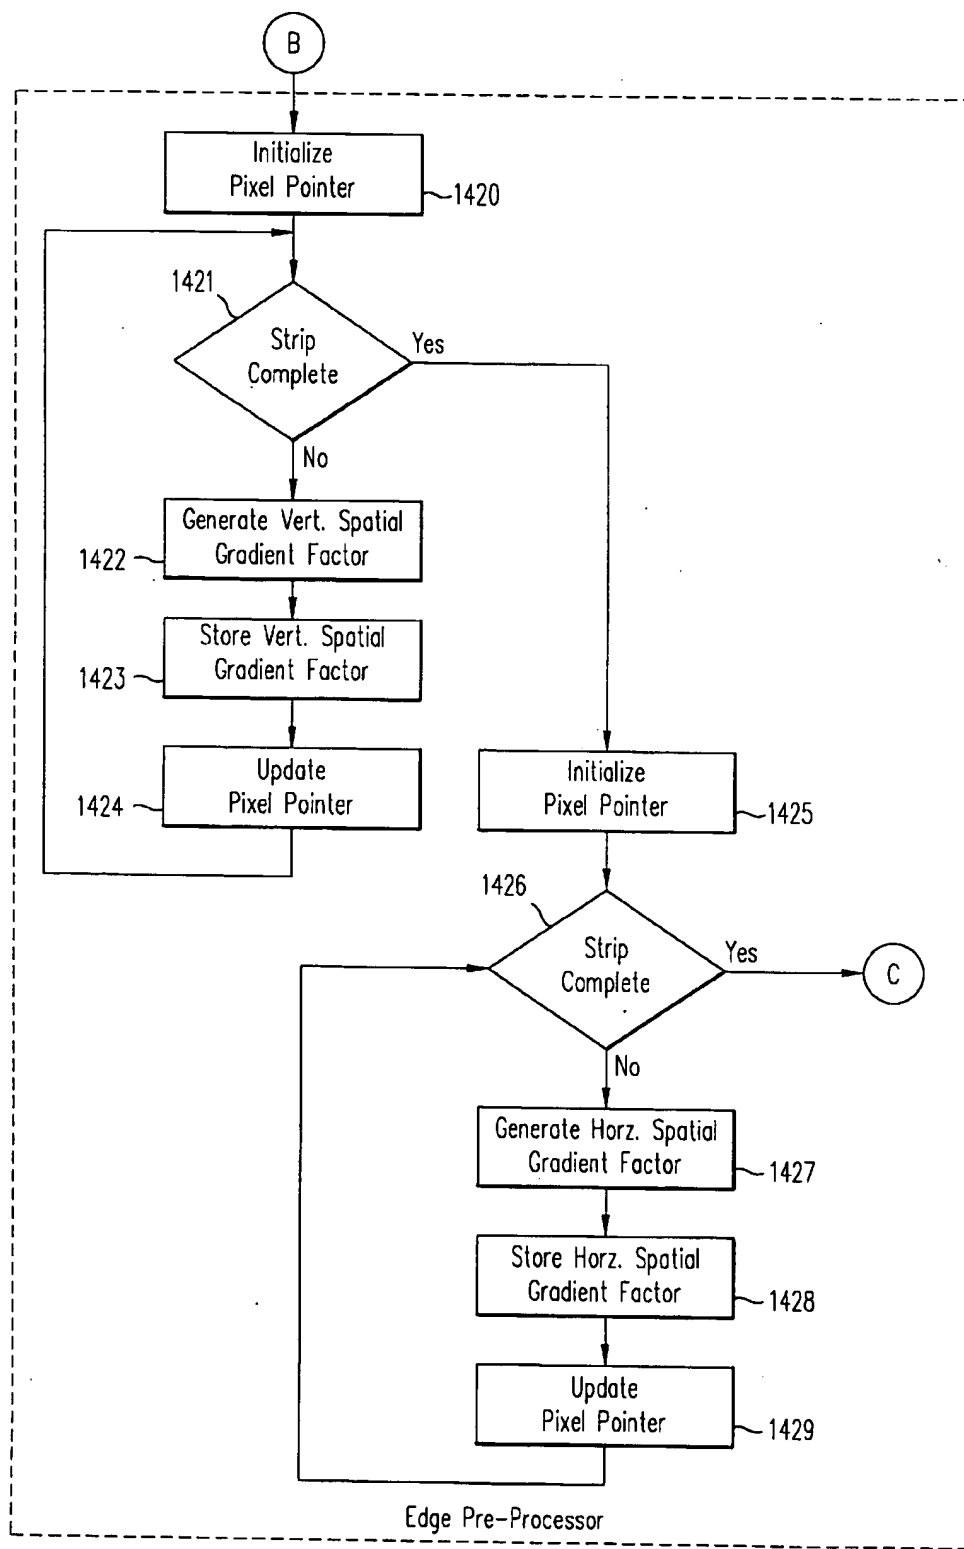 B
Initialize
Pixel Pointer
1420
1421
Strip
Complete
Yes
No
Generate Vert. Spatial
Gradient Factor
1422
Store Vert. Spatial
Gradient Factor
1423
Update
Pixel Pointer
1424
Initialize
Pixel Pointer
1425
1426
Strip
Complete
Yes
C
No
Generate Horz. Spatial
Gradient Factor
1427
Store Horz. Spatial
Gradient Factor
1428
Update
Pixel Pointer
1429
Edge Pre-Processor